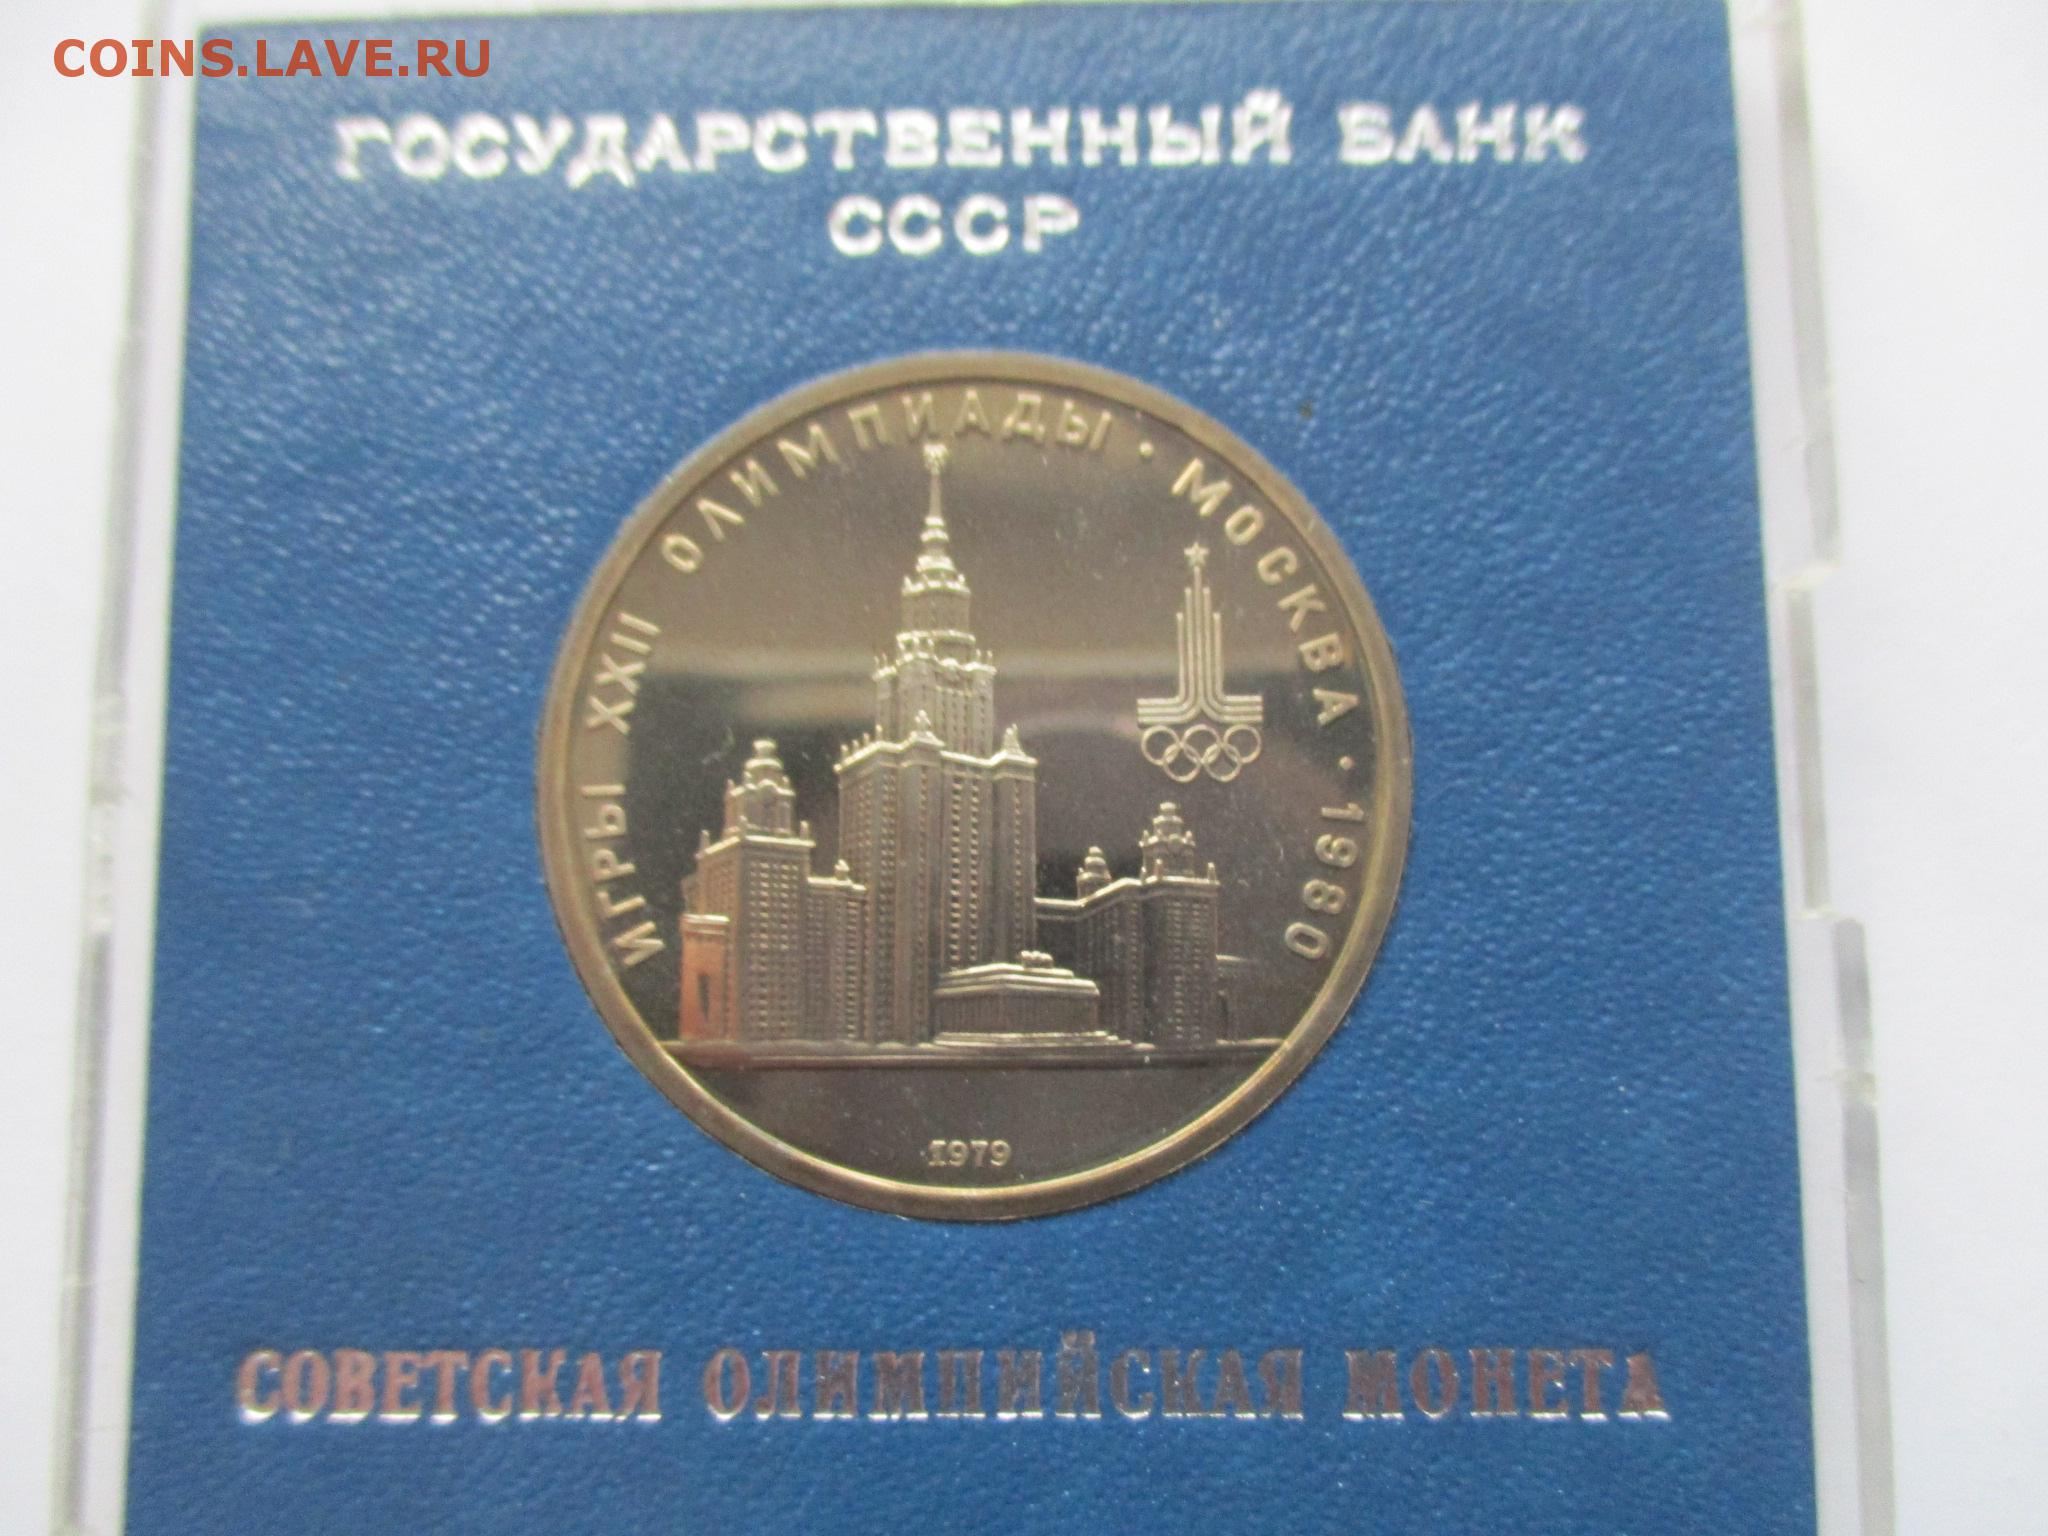 COINS.LAVE.RU
ГОСУДАРСТВЕННЫЙ БАНК
СССР
ИГРЫ XXII ОЛИМПИАДЫ · МОСКВА · 1980
1979
СОВЕТСКАЯ ОЛИМПИЙСКАЯ МОНЕТА